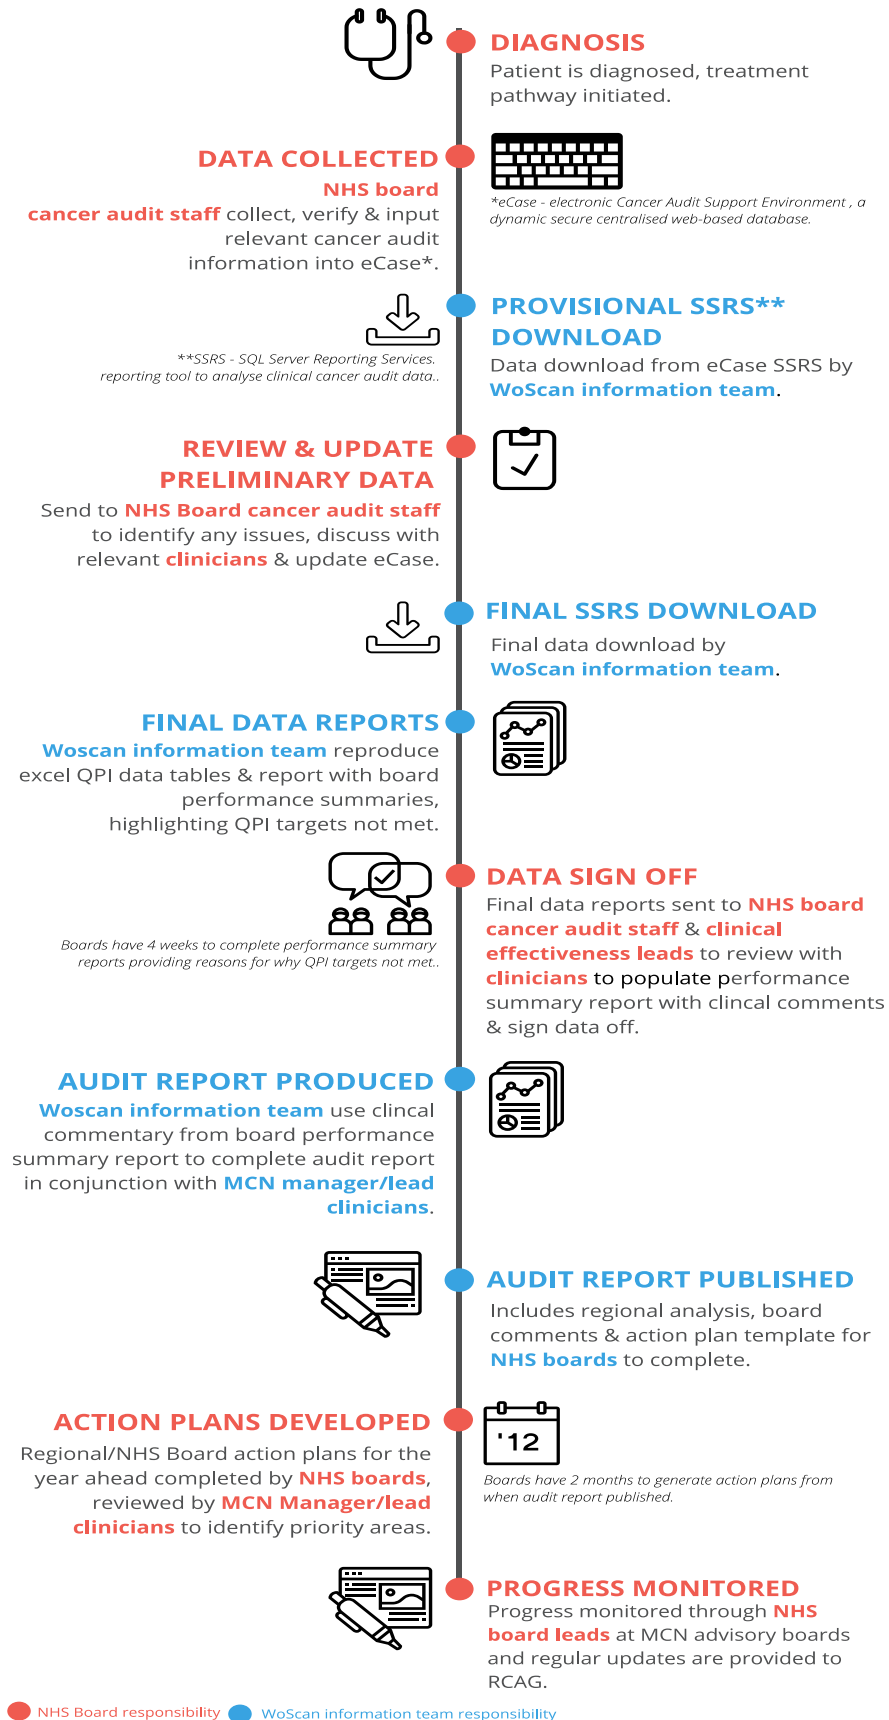 DIAGNOSIS
Patient is diagnosed, treatment
pathway initiated.
DATA COLLECTED
NHS board
cancer audit staff collect, verify & input
relevant cancer audit
information into eCase*.
*eCase - electronic Cancer Audit Support Environment , a
dynamic secure centralised web-based database.
PROVISIONAL SSRS**
DOWNLOAD
Data download from eCase SSRS by
WoScan information team.
**SSRS - SQL Server Reporting Services.
reporting tool to analyse clinical cancer audit data..
REVIEW & UPDATE
PRELIMINARY DATA
Send to NHS Board cancer audit staff
to identify any issues, discuss with
relevant clinicians & update eCase.
FINAL SSRS DOWNLOAD
Final data download by
WoScan information team.
FINAL DATA REPORTS
Woscan information team reproduce
excel QPI data tables & report with board
performance summaries,
highlighting QPI targets not met.
DATA SIGN OFF
Final data reports sent to NHS board
cancer audit staff & clinical
effectiveness leads to review with
clinicians to populate performance
summary report with clincal comments
& sign data off.
Boards have 4 weeks to complete performance summary
reports providing reasons for why QPI targets not met..
AUDIT REPORT PRODUCED
Woscan information team use clincal
commentary from board performance
summary report to complete audit report
in conjunction with MCN manager/lead
clinicians.
AUDIT REPORT PUBLISHED
Includes regional analysis, board
comments & action plan template for
NHS boards to complete.
ACTION PLANS DEVELOPED
Regional/NHS Board action plans for the
year ahead completed by NHS boards,
reviewed by MCN Manager/lead
clinicians to identify priority areas.
'12
Boards have 2 months to generate action plans from
when audit report published.
PROGRESS MONITORED
Progress monitored through NHS
board leads at MCN advisory boards
and regular updates are provided to
RCAG.
NHS Board responsibility
WoScan information team responsibility